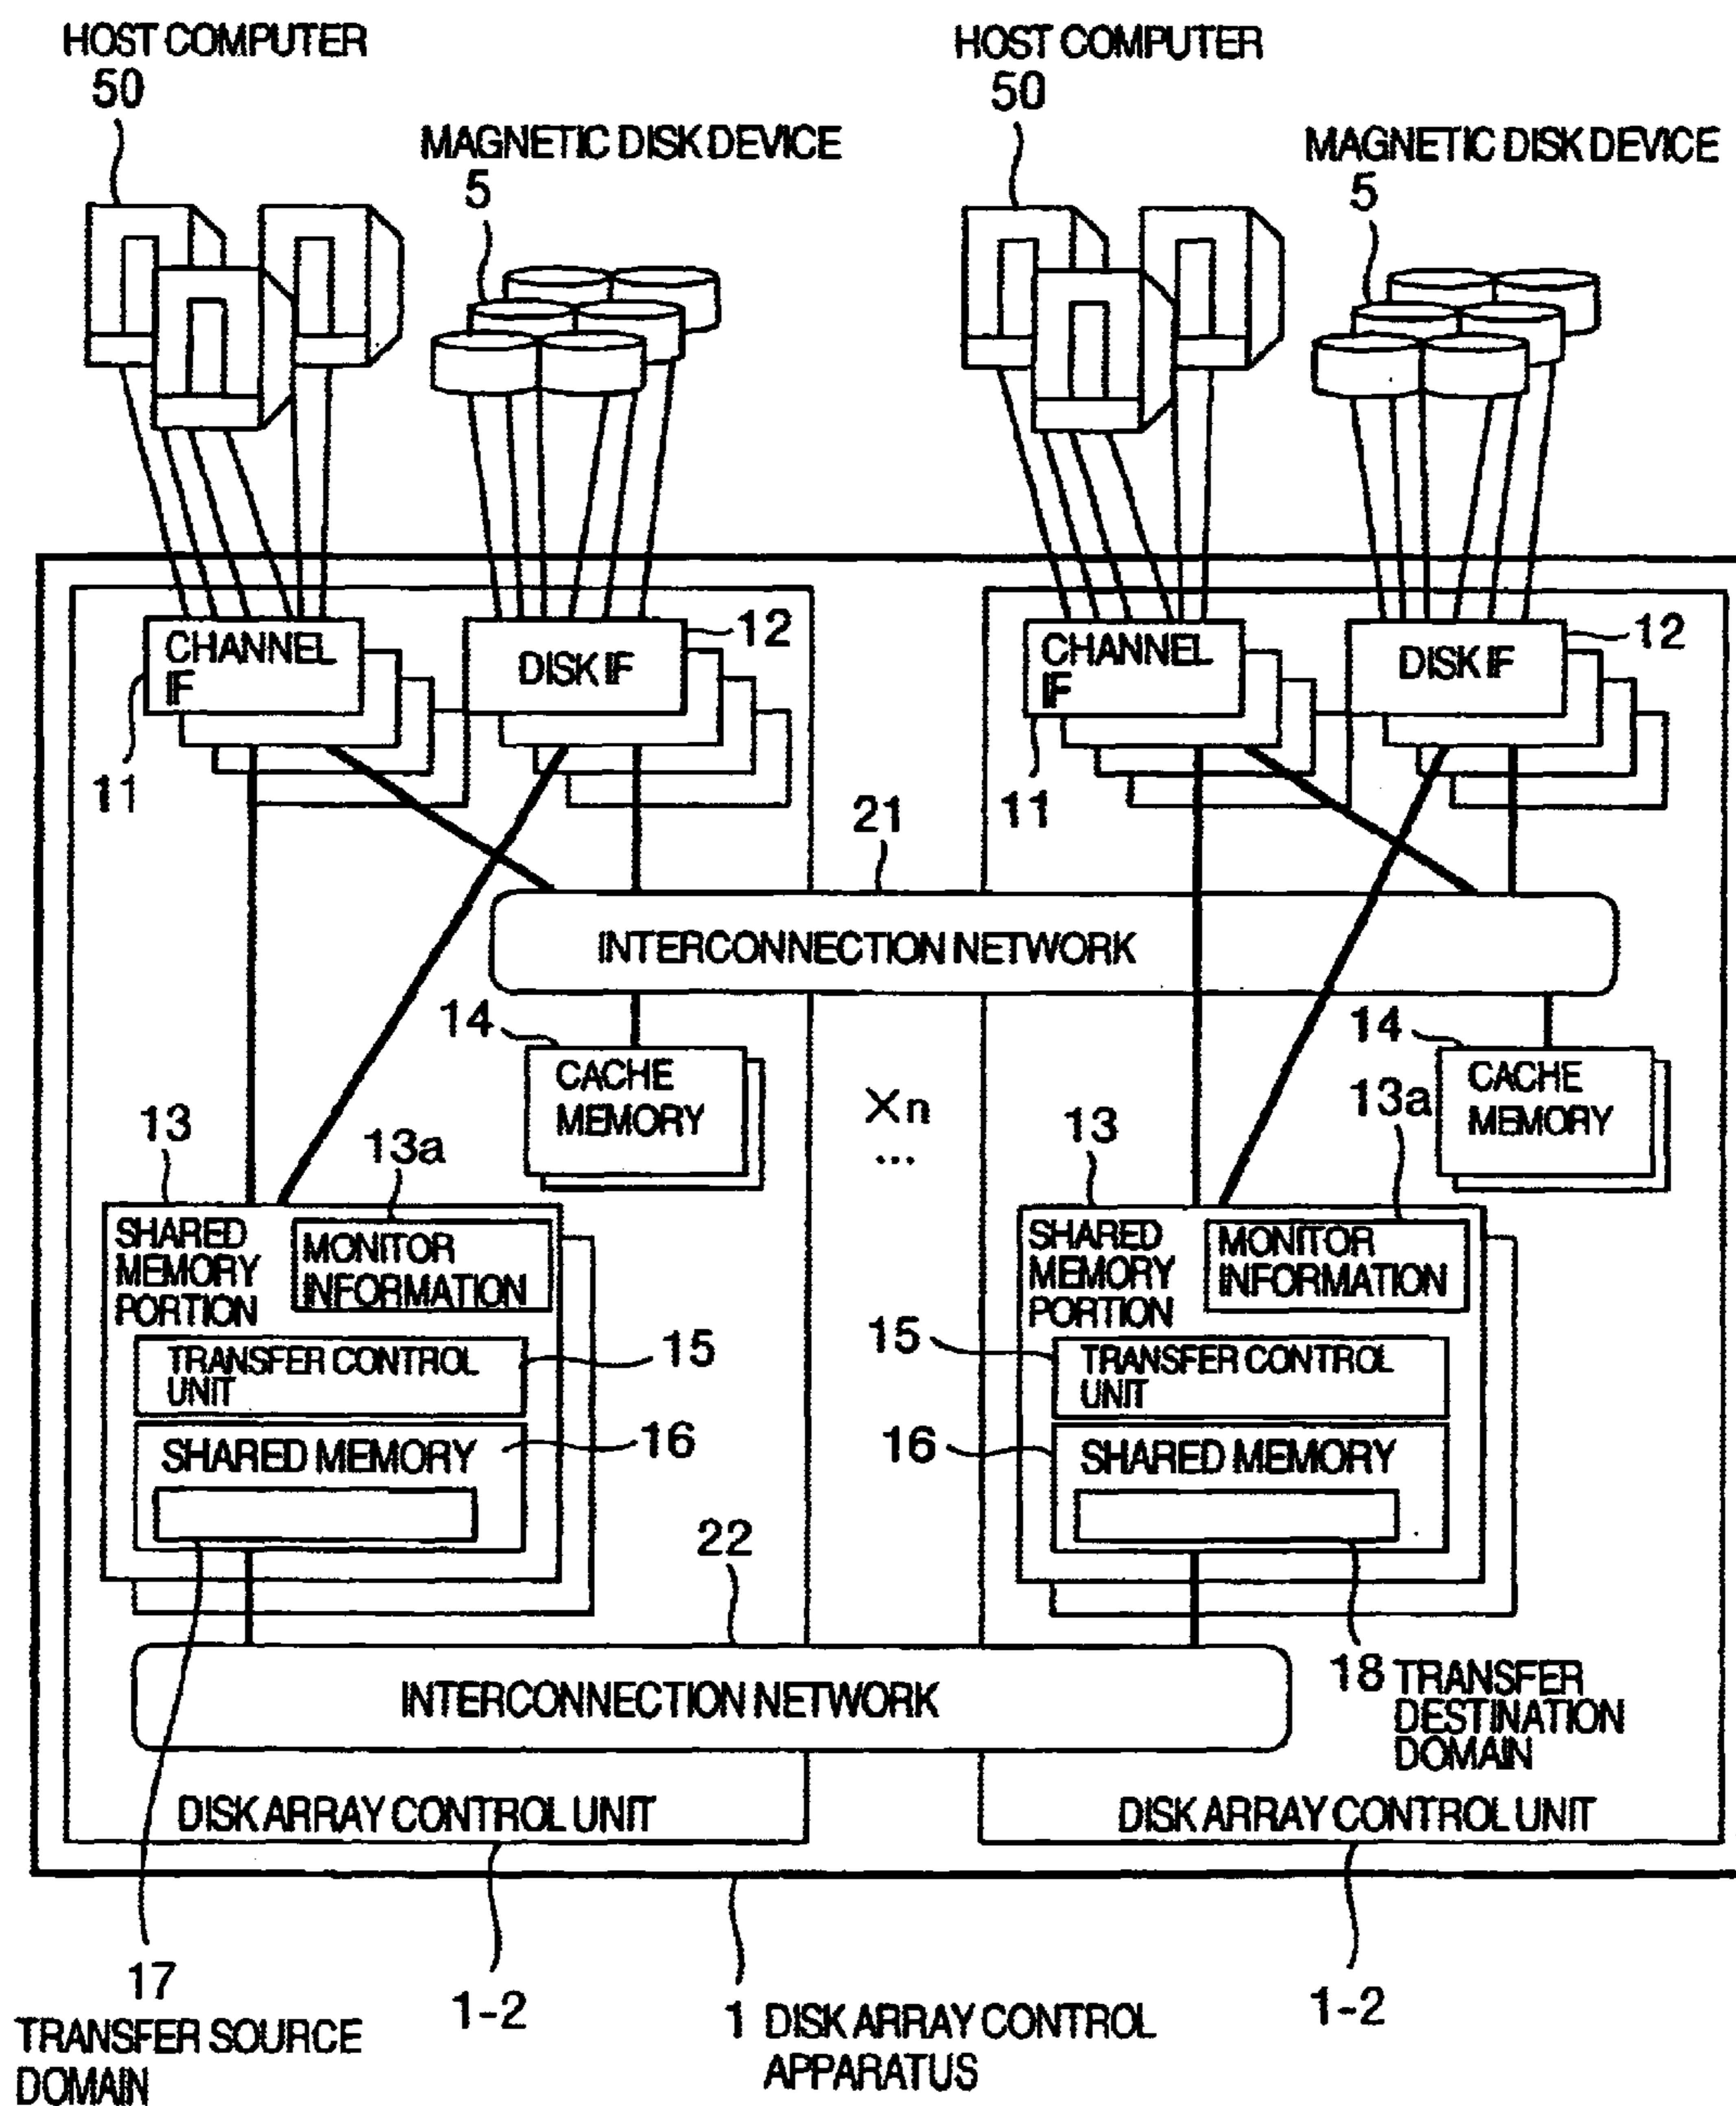 HOST COMPUTER
50
HOST COMPUTER
50
MAGNETIC DISK DEVICE
5
MAGNETIC DISK DEVICE
5
CHANNEL
IF
11
DISK IF
12
CHANNEL
IF
11
DISK IF
12
21
INTERCONNECTION NETWORK
14
CACHE
MEMORY
Xn
...
14
CACHE
MEMORY
13
13a
SHARED
MEMORY
PORTION
MONITOR
INFORMATION
TRANSFER CONTROL
UNIT
15
SHARED MEMORY
16
13
13a
SHARED
MEMORY
PORTION
MONITOR
INFORMATION
15
TRANSFER CONTROL
UNIT
16
SHARED MEMORY
22
INTERCONNECTION NETWORK
18 TRANSFER
DESTINATION
DOMAIN
DISK ARRAY CONTROL UNIT
DISK ARRAY CONTROL UNIT
17
TRANSFER SOURCE
DOMAIN
1-2
1 DISK ARRAY CONTROL
APPARATUS
1-2